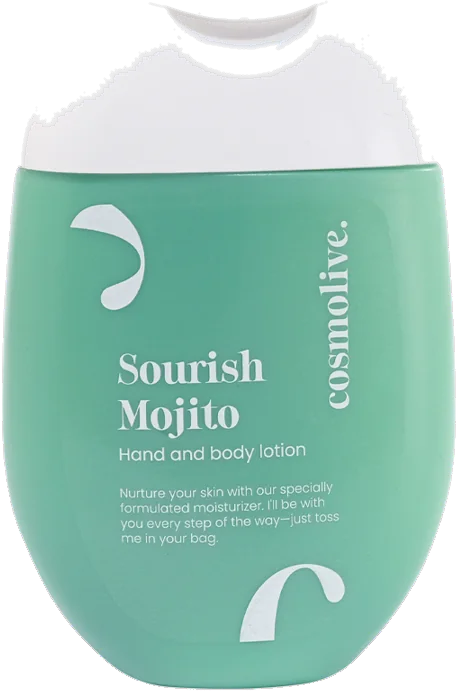 cosmolive.
Sourish
Mojito
Hand and body lotion
Nurture your skin with our specially
formulated moisturizer. I'll be with
you every step of the way—just toss
me in your bag.